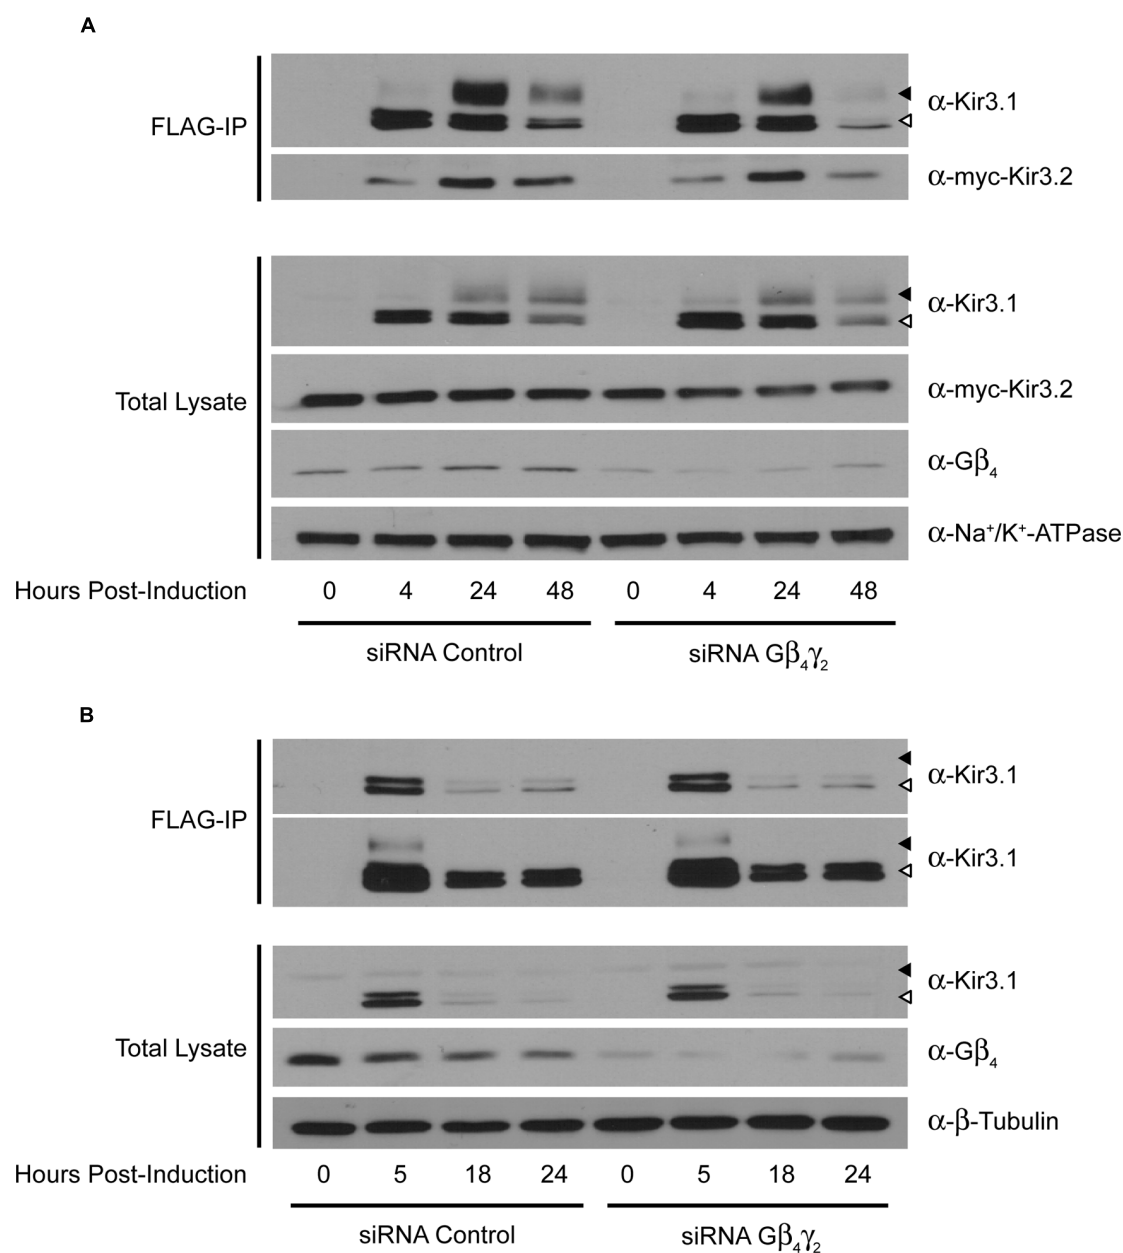 A
FLAG-IP
α-Kir3.1
α-myc-Kir3.2
Total Lysate
α-Kir3.1
α-myc-Kir3.2
α-Gβ₄
α-Na⁺/K⁺-ATPase
Hours Post-Induction 0 4 24 48 0 4 24 48
siRNA Control siRNA Gβ₄γ₂
B
FLAG-IP
α-Kir3.1
α-Kir3.1
Total Lysate
α-Kir3.1
α-Gβ₄
α-β-Tubulin
Hours Post-Induction 0 5 18 24 0 5 18 24
siRNA Control siRNA Gβ₄γ₂